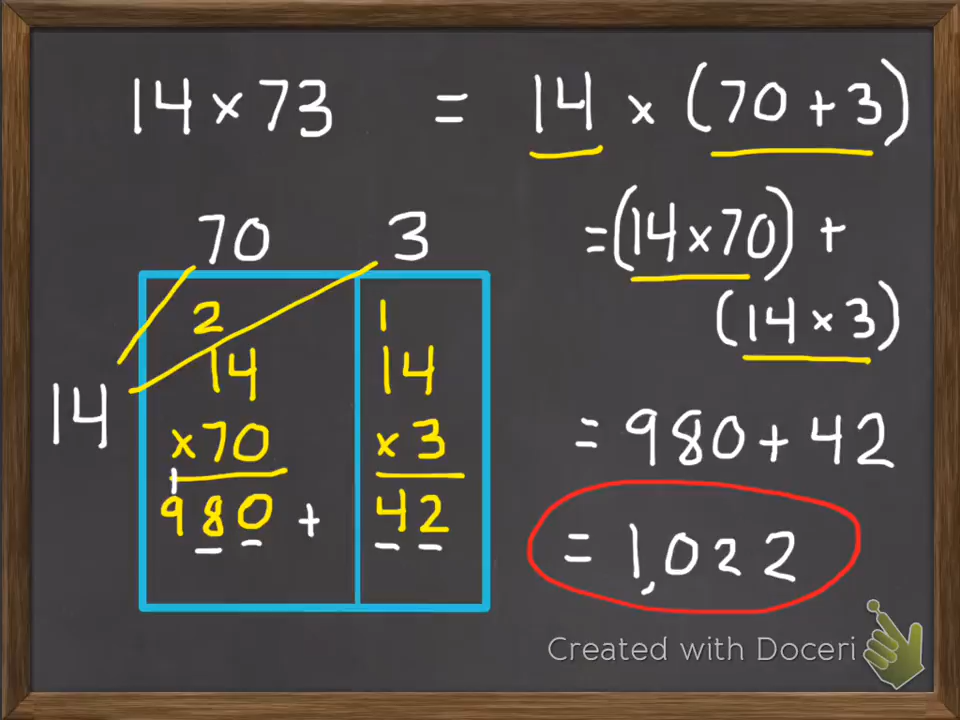 14 × 73 = 14 × (70 + 3)
= (14 × 70) +
(14 × 3)
= 980 + 42
= 1,022
70 3
14
2
14
× 70
1
980 +
1
14
× 3
42
Created with Doceri